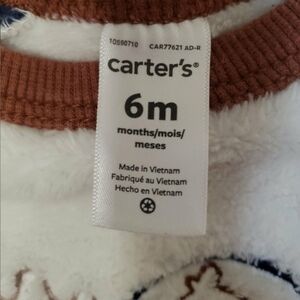 10590710 CAR77621 AD-R
carter's®
6m
months/mois/
meses
Made in Vietnam
Fabriqué au Vietnam
Hecho en Vietnam